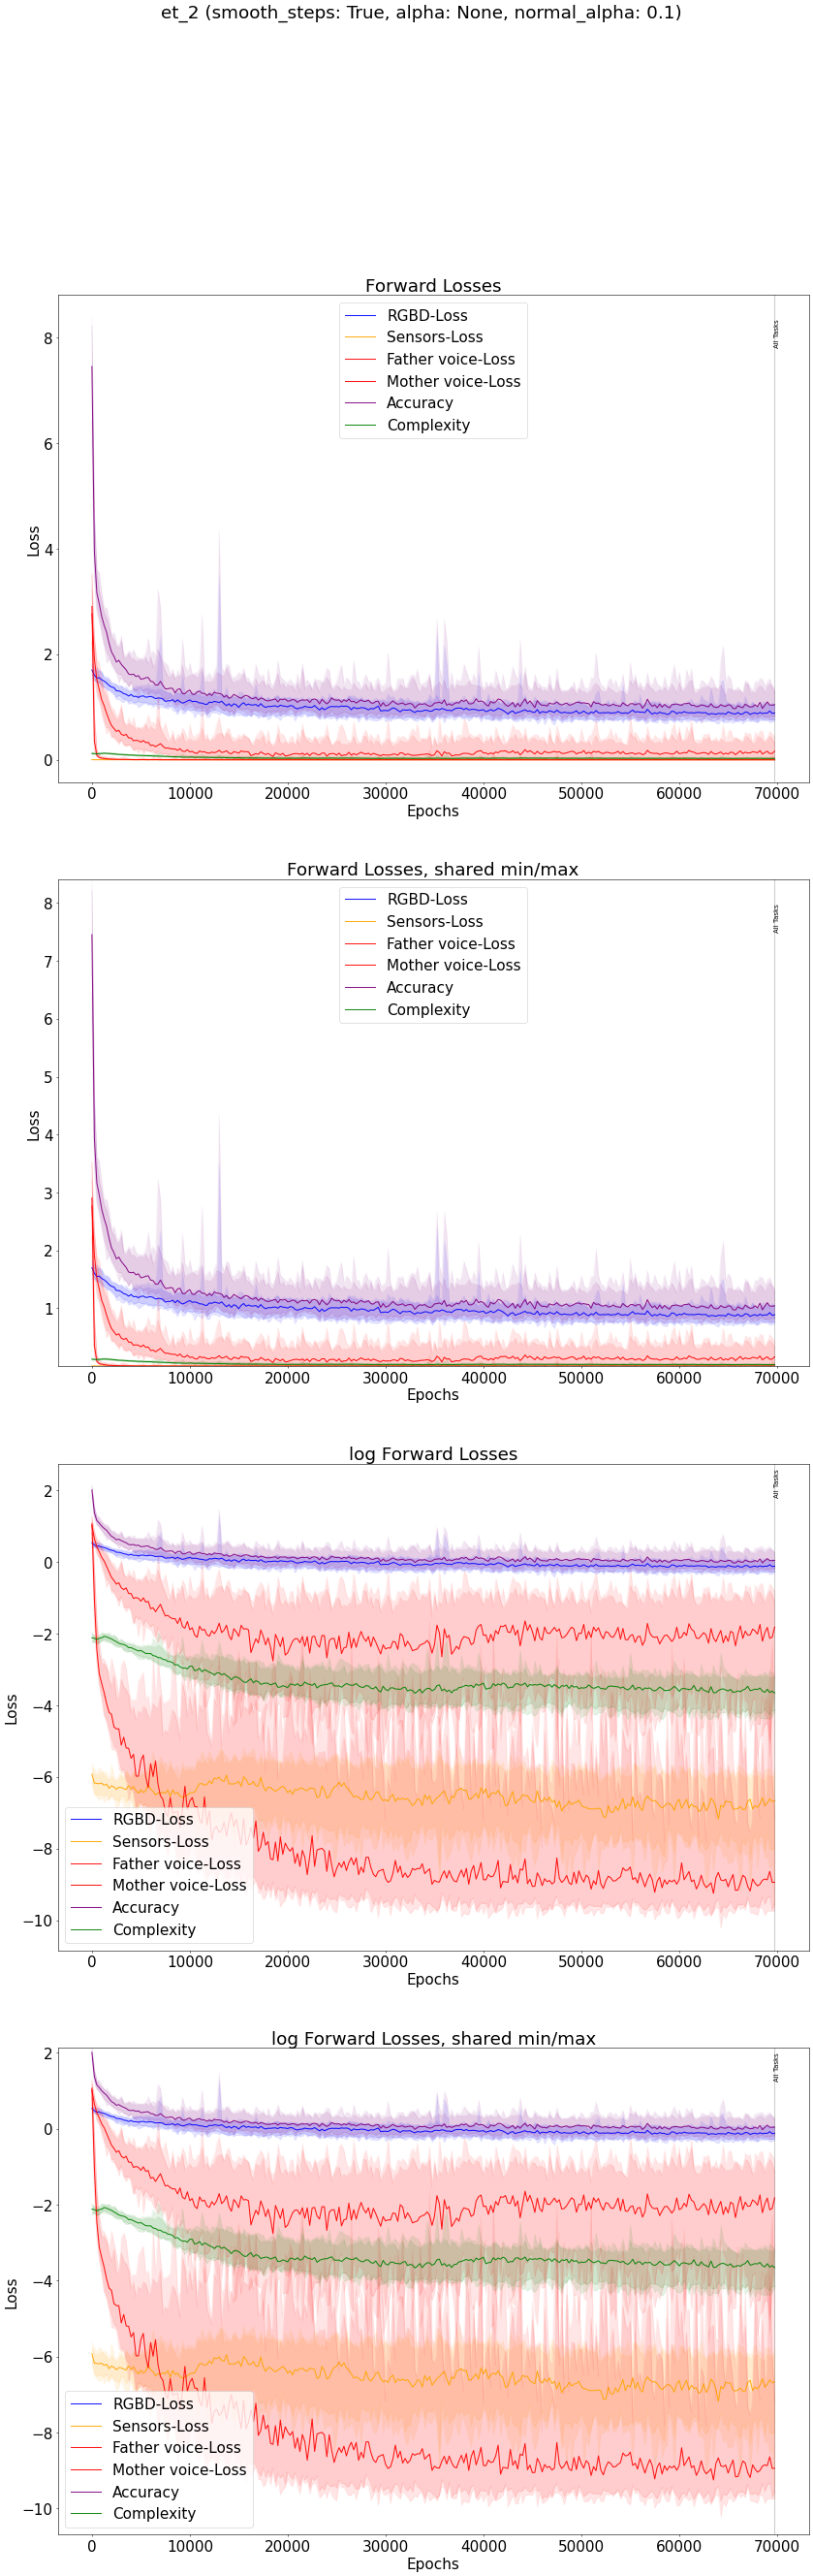 et_2 (smooth_steps: True, alpha: None, normal_alpha: 0.1)
Forward Losses
RGBD-Loss
Sensors-Loss
Father voice-Loss
Mother voice-Loss
Accuracy
Complexity
All Tasks
8
6
4
2
0
Loss
0 10000 20000 30000 40000 50000 60000 70000
Epochs
Forward Losses, shared min/max
RGBD-Loss
Sensors-Loss
Father voice-Loss
Mother voice-Loss
Accuracy
Complexity
All Tasks
8
7
6
5
4
3
2
1
Loss
0 10000 20000 30000 40000 50000 60000 70000
Epochs
log Forward Losses
All Tasks
2
0
−2
−4
−6
−8
−10
Loss
RGBD-Loss
Sensors-Loss
Father voice-Loss
Mother voice-Loss
Accuracy
Complexity
0 10000 20000 30000 40000 50000 60000 70000
Epochs
log Forward Losses, shared min/max
All Tasks
2
0
−2
−4
−6
−8
−10
Loss
RGBD-Loss
Sensors-Loss
Father voice-Loss
Mother voice-Loss
Accuracy
Complexity
0 10000 20000 30000 40000 50000 60000 70000
Epochs